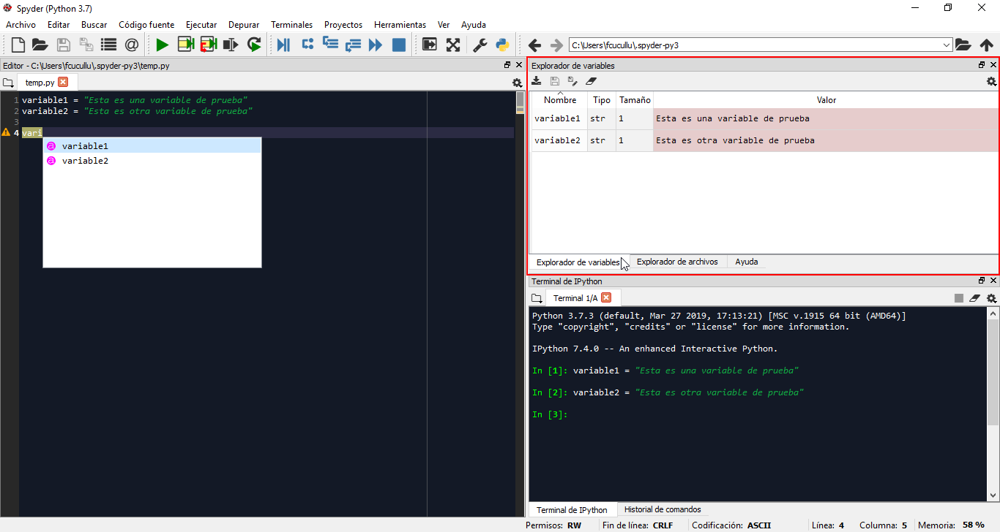 Spyder (Python 3.7)
Archivo Editar Buscar Código fuente Ejecutar Depurar Terminales Proyectos Herramientas Ver Ayuda
C:\Users\fcucullu\.spyder-py3
Editor - C:\Users\fcucullu\.spyder-py3\temp.py
temp.py
1 variable1 = "Esta es una variable de prueba"
2 variable2 = "Esta es otra variable de prueba"
3
4 vari
variable1
variable2
Explorador de variables
Nombre Tipo Tamaño Valor
variable1 str 1 Esta es una variable de prueba
variable2 str 1 Esta es otra variable de prueba
Explorador de variables Explorador de archivos Ayuda
Terminal de IPython
Terminal 1/A
Python 3.7.3 (default, Mar 27 2019, 17:13:21) [MSC v.1915 64 bit (AMD64)]
Type "copyright", "credits" or "license" for more information.
IPython 7.4.0 -- An enhanced Interactive Python.
In [1]: variable1 = "Esta es una variable de prueba"
In [2]: variable2 = "Esta es otra variable de prueba"
In [3]:
Terminal de IPython Historial de comandos
Permisos: RW Fin de línea: CRLF Codificación: ASCII Línea: 4 Columna: 5 Memoria: 58 %